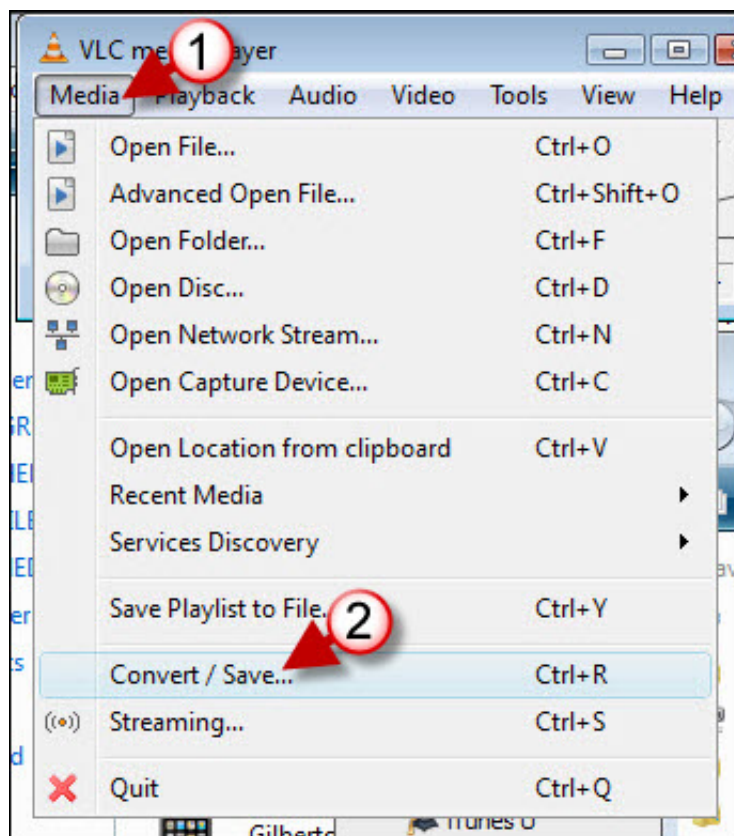 VLC me ayer
1
Media Playback Audio Video Tools View Help
Open File... Ctrl+O
Advanced Open File... Ctrl+Shift+O
Open Folder... Ctrl+F
Open Disc... Ctrl+D
Open Network Stream... Ctrl+N
Open Capture Device... Ctrl+C
Open Location from clipboard Ctrl+V
Recent Media
Services Discovery
Save Playlist to File.. Ctrl+Y
2
Convert / Save... Ctrl+R
Streaming... Ctrl+S
Quit Ctrl+Q
Gilberto
iTunes U